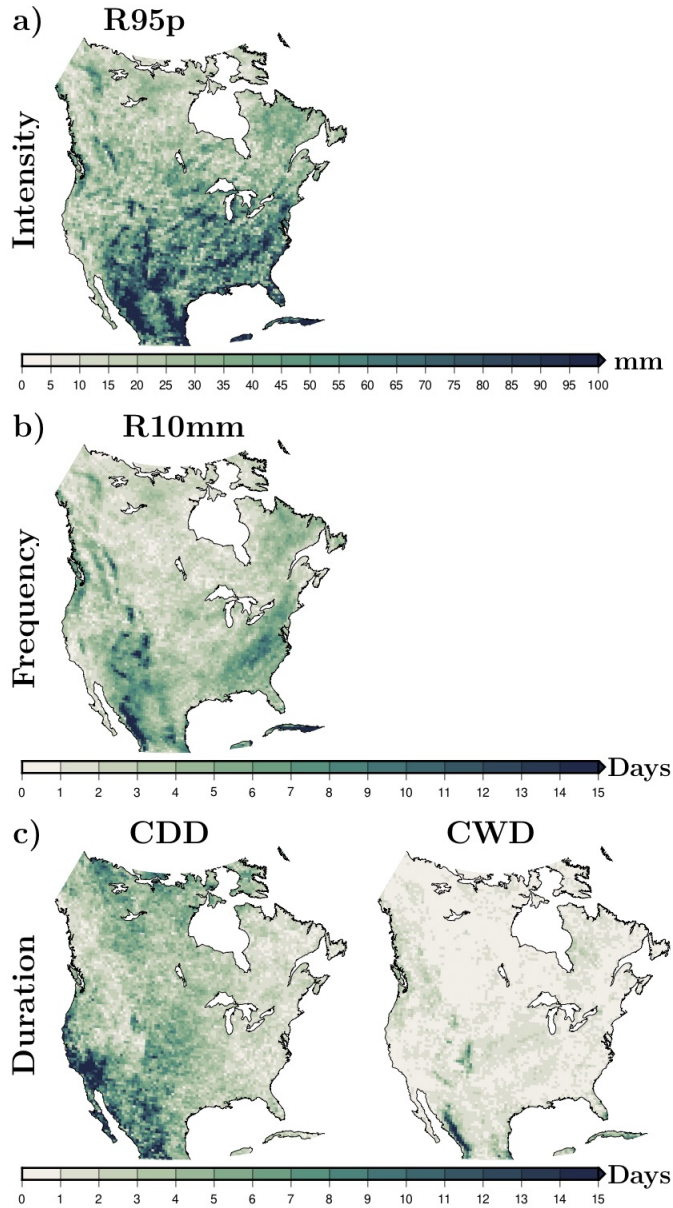 a) R95p
Intensity
0 5 10 15 20 25 30 35 40 45 50 55 60 65 70 75 80 85 90 95 100 mm
b) R10mm
Frequency
0 1 2 3 4 5 6 7 8 9 10 11 12 13 14 15 Days
c) CDD CWD
Duration
0 1 2 3 4 5 6 7 8 9 10 11 12 13 14 15 Days